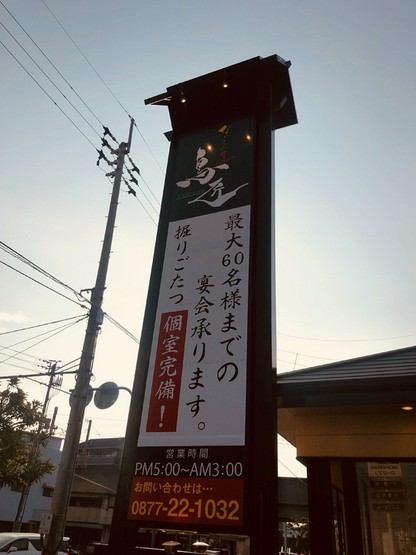 鳥匠
最大60名様までの
宴会承ります。
掘りごたつ
個室完備!
営業時間
PM5:00~AM3:00
お問い合わせは…
0877-22-1032